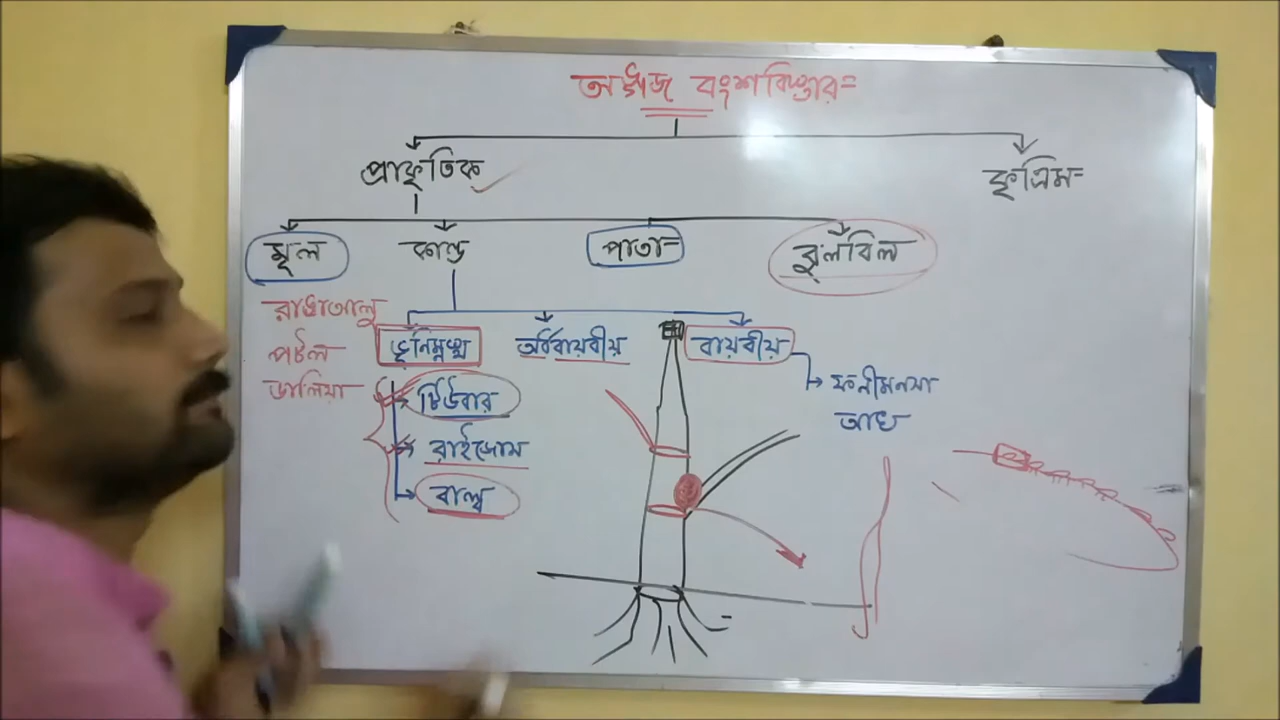 অঙ্গজ বংশবিস্তার=
প্রাকৃতিক
কৃত্রিম=
মূল
কান্ড
পাতা=
বুলবিল
রাঙাআলু
পটল
ডালিয়া
ভূনিম্নস্থ
অর্ধবায়বীয়
বায়বীয়
টিউবার
রাইজোম
বাল্ব
ফনীমনসা
আখ